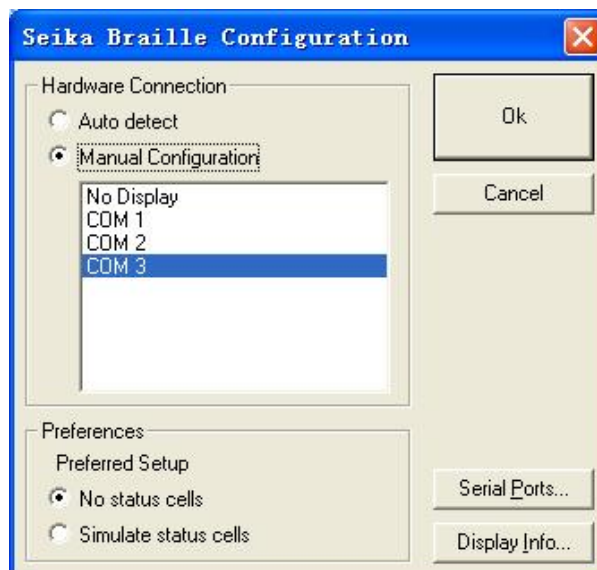 Seika Braille Configuration
Hardware Connection
Auto detect
Manual Configuration
No Display
COM 1
COM 2
COM 3
Preferences
Preferred Setup
No status cells
Simulate status cells
Ok
Cancel
Serial Ports...
Display Info...